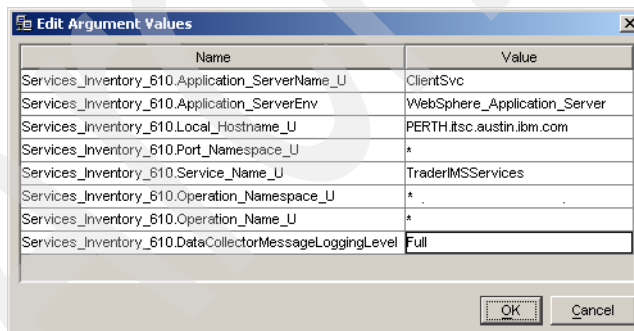 Edit Argument Values
Name Value
Services_Inventory_610.Application_ServerName_U ClientSvc
Services_Inventory_610.Application_ServerEnv WebSphere_Application_Server
Services_Inventory_610.Local_Hostname_U PERTH.itsc.austin.ibm.com
Services_Inventory_610.Port_Namespace_U *
Services_Inventory_610.Service_Name_U TraderIMSServices
Services_Inventory_610.Operation_Namespace_U *
Services_Inventory_610.Operation_Name_U *
Services_Inventory_610.DataCollectorMessageLoggingLevel Full
OK Cancel